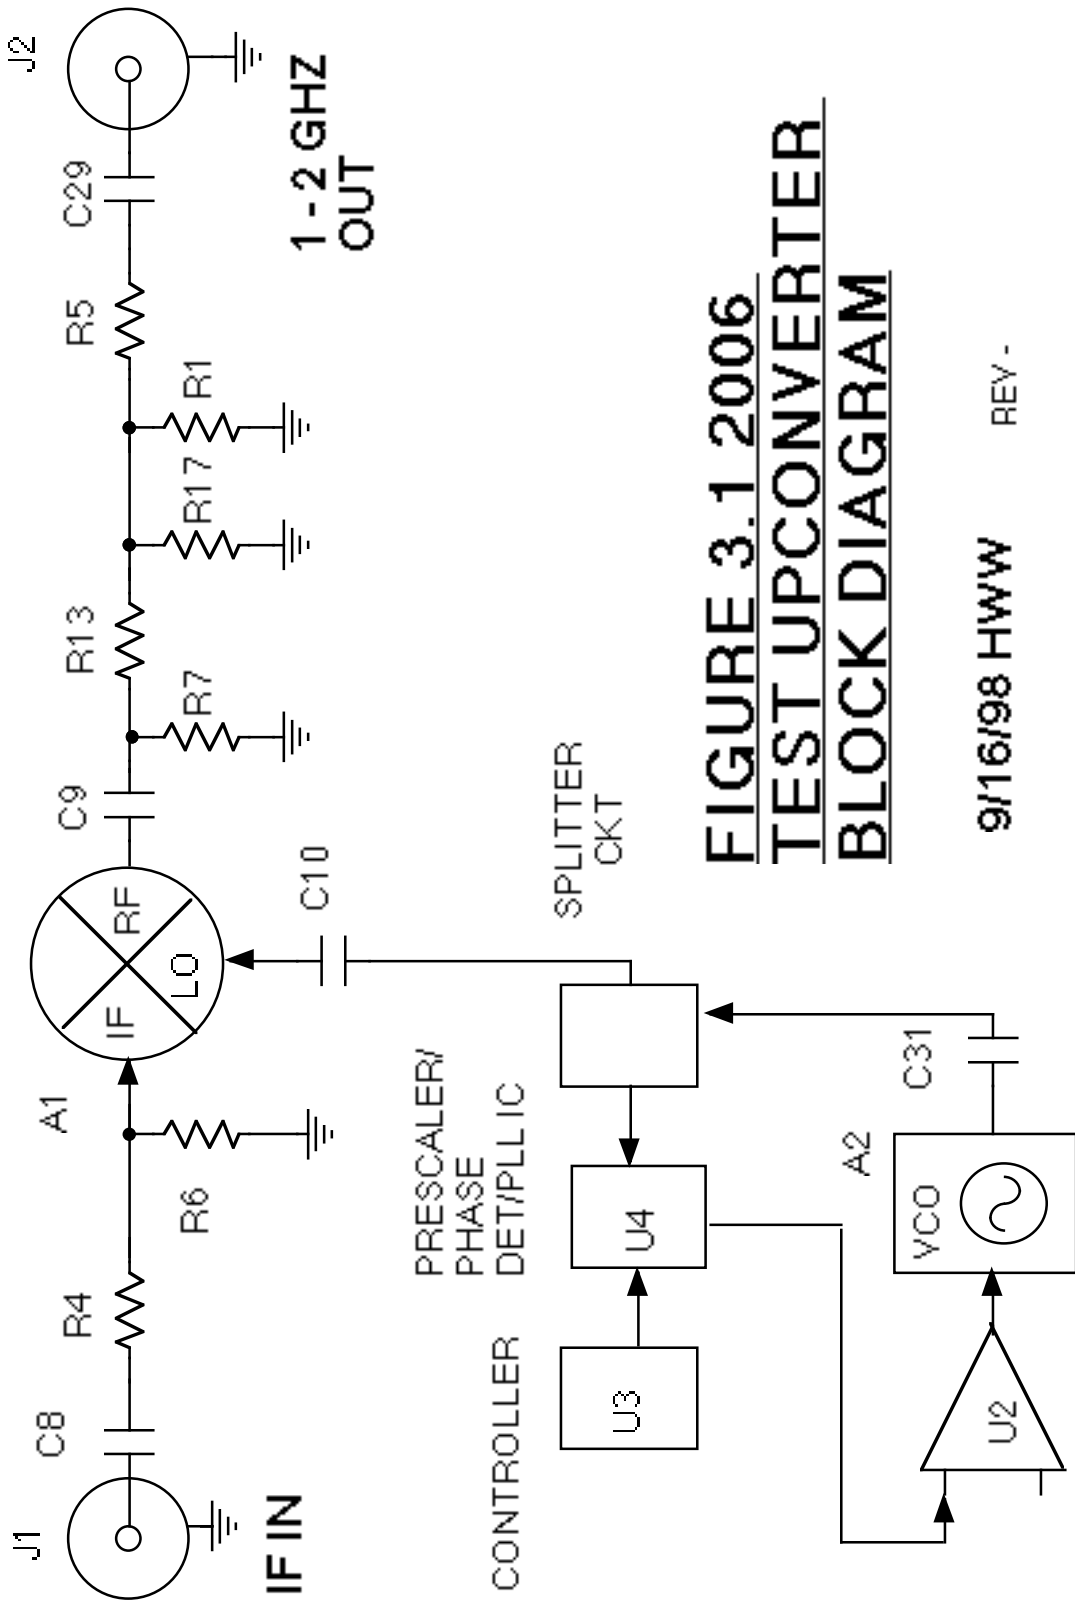 J1
C8
R4
R6
A1
IF
RF
LO
C9
R7
R13
R17
R1
R5
C29
J2
IF IN
1 - 2 GHZ
OUT
C10
PRESCALER/
PHASE
DET/PLL IC
CONTROLLER
U3
U4
SPLITTER
CKT
A2
VCO
C31
U2
FIGURE 3.1 2006
TEST UPCONVERTER
BLOCK DIAGRAM
9/16/98 HWW
REV -